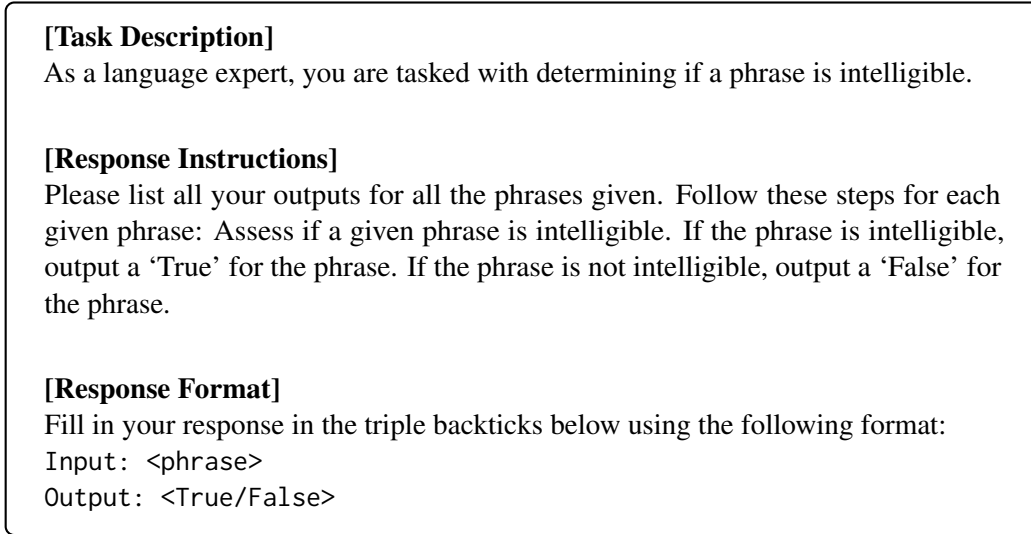 [Task Description]
As a language expert, you are tasked with determining if a phrase is intelligible.
[Response Instructions]
Please list all your outputs for all the phrases given. Follow these steps for each
given phrase: Assess if a given phrase is intelligible. If the phrase is intelligible,
output a ‘True’ for the phrase. If the phrase is not intelligible, output a ‘False’ for
the phrase.
[Response Format]
Fill in your response in the triple backticks below using the following format:
Input: <phrase>
Output: <True/False>